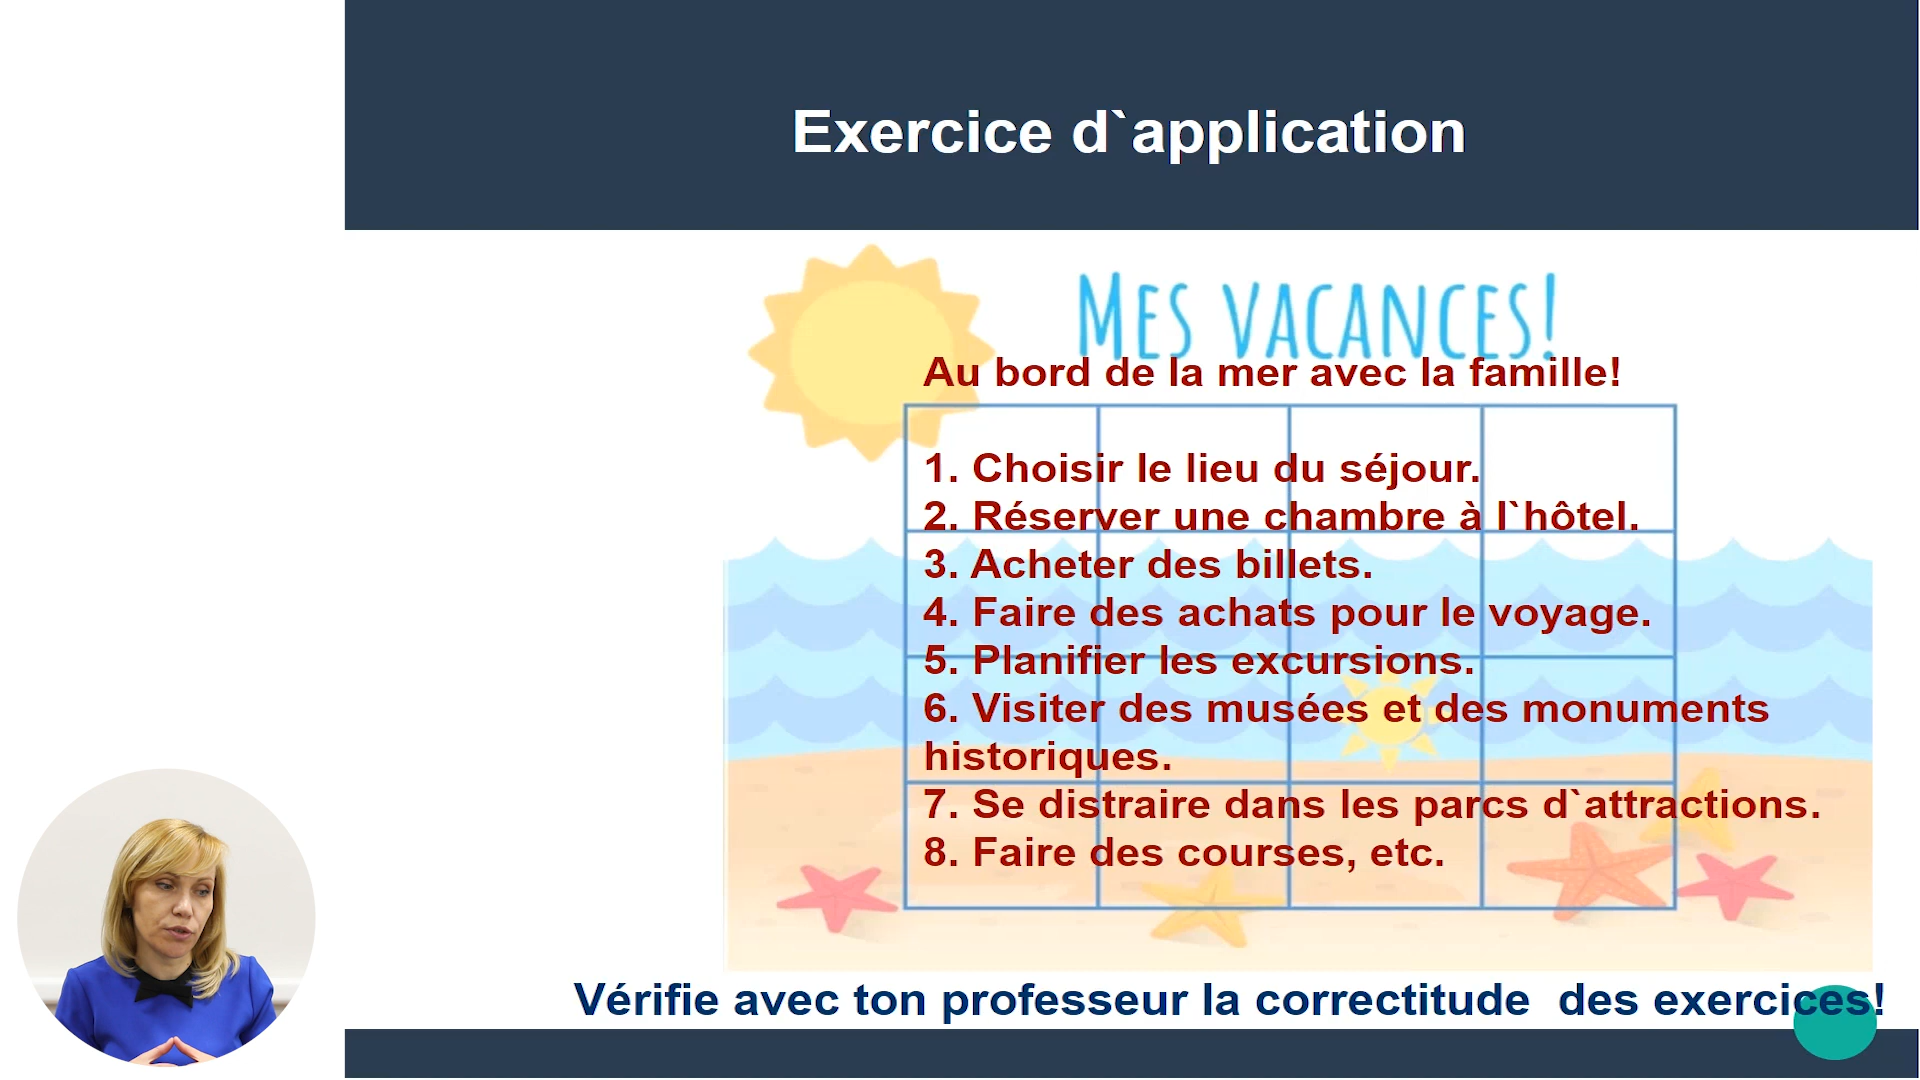 Exercice d`application
MES VACANCES!
Au bord de la mer avec la famille!
1. Choisir le lieu du séjour.
2. Réserver une chambre à l`hôtel.
3. Acheter des billets.
4. Faire des achats pour le voyage.
5. Planifier les excursions.
6. Visiter des musées et des monuments
historiques.
7. Se distraire dans les parcs d`attractions.
8. Faire des courses, etc.
Vérifie avec ton professeur la correctitude  des exercices!